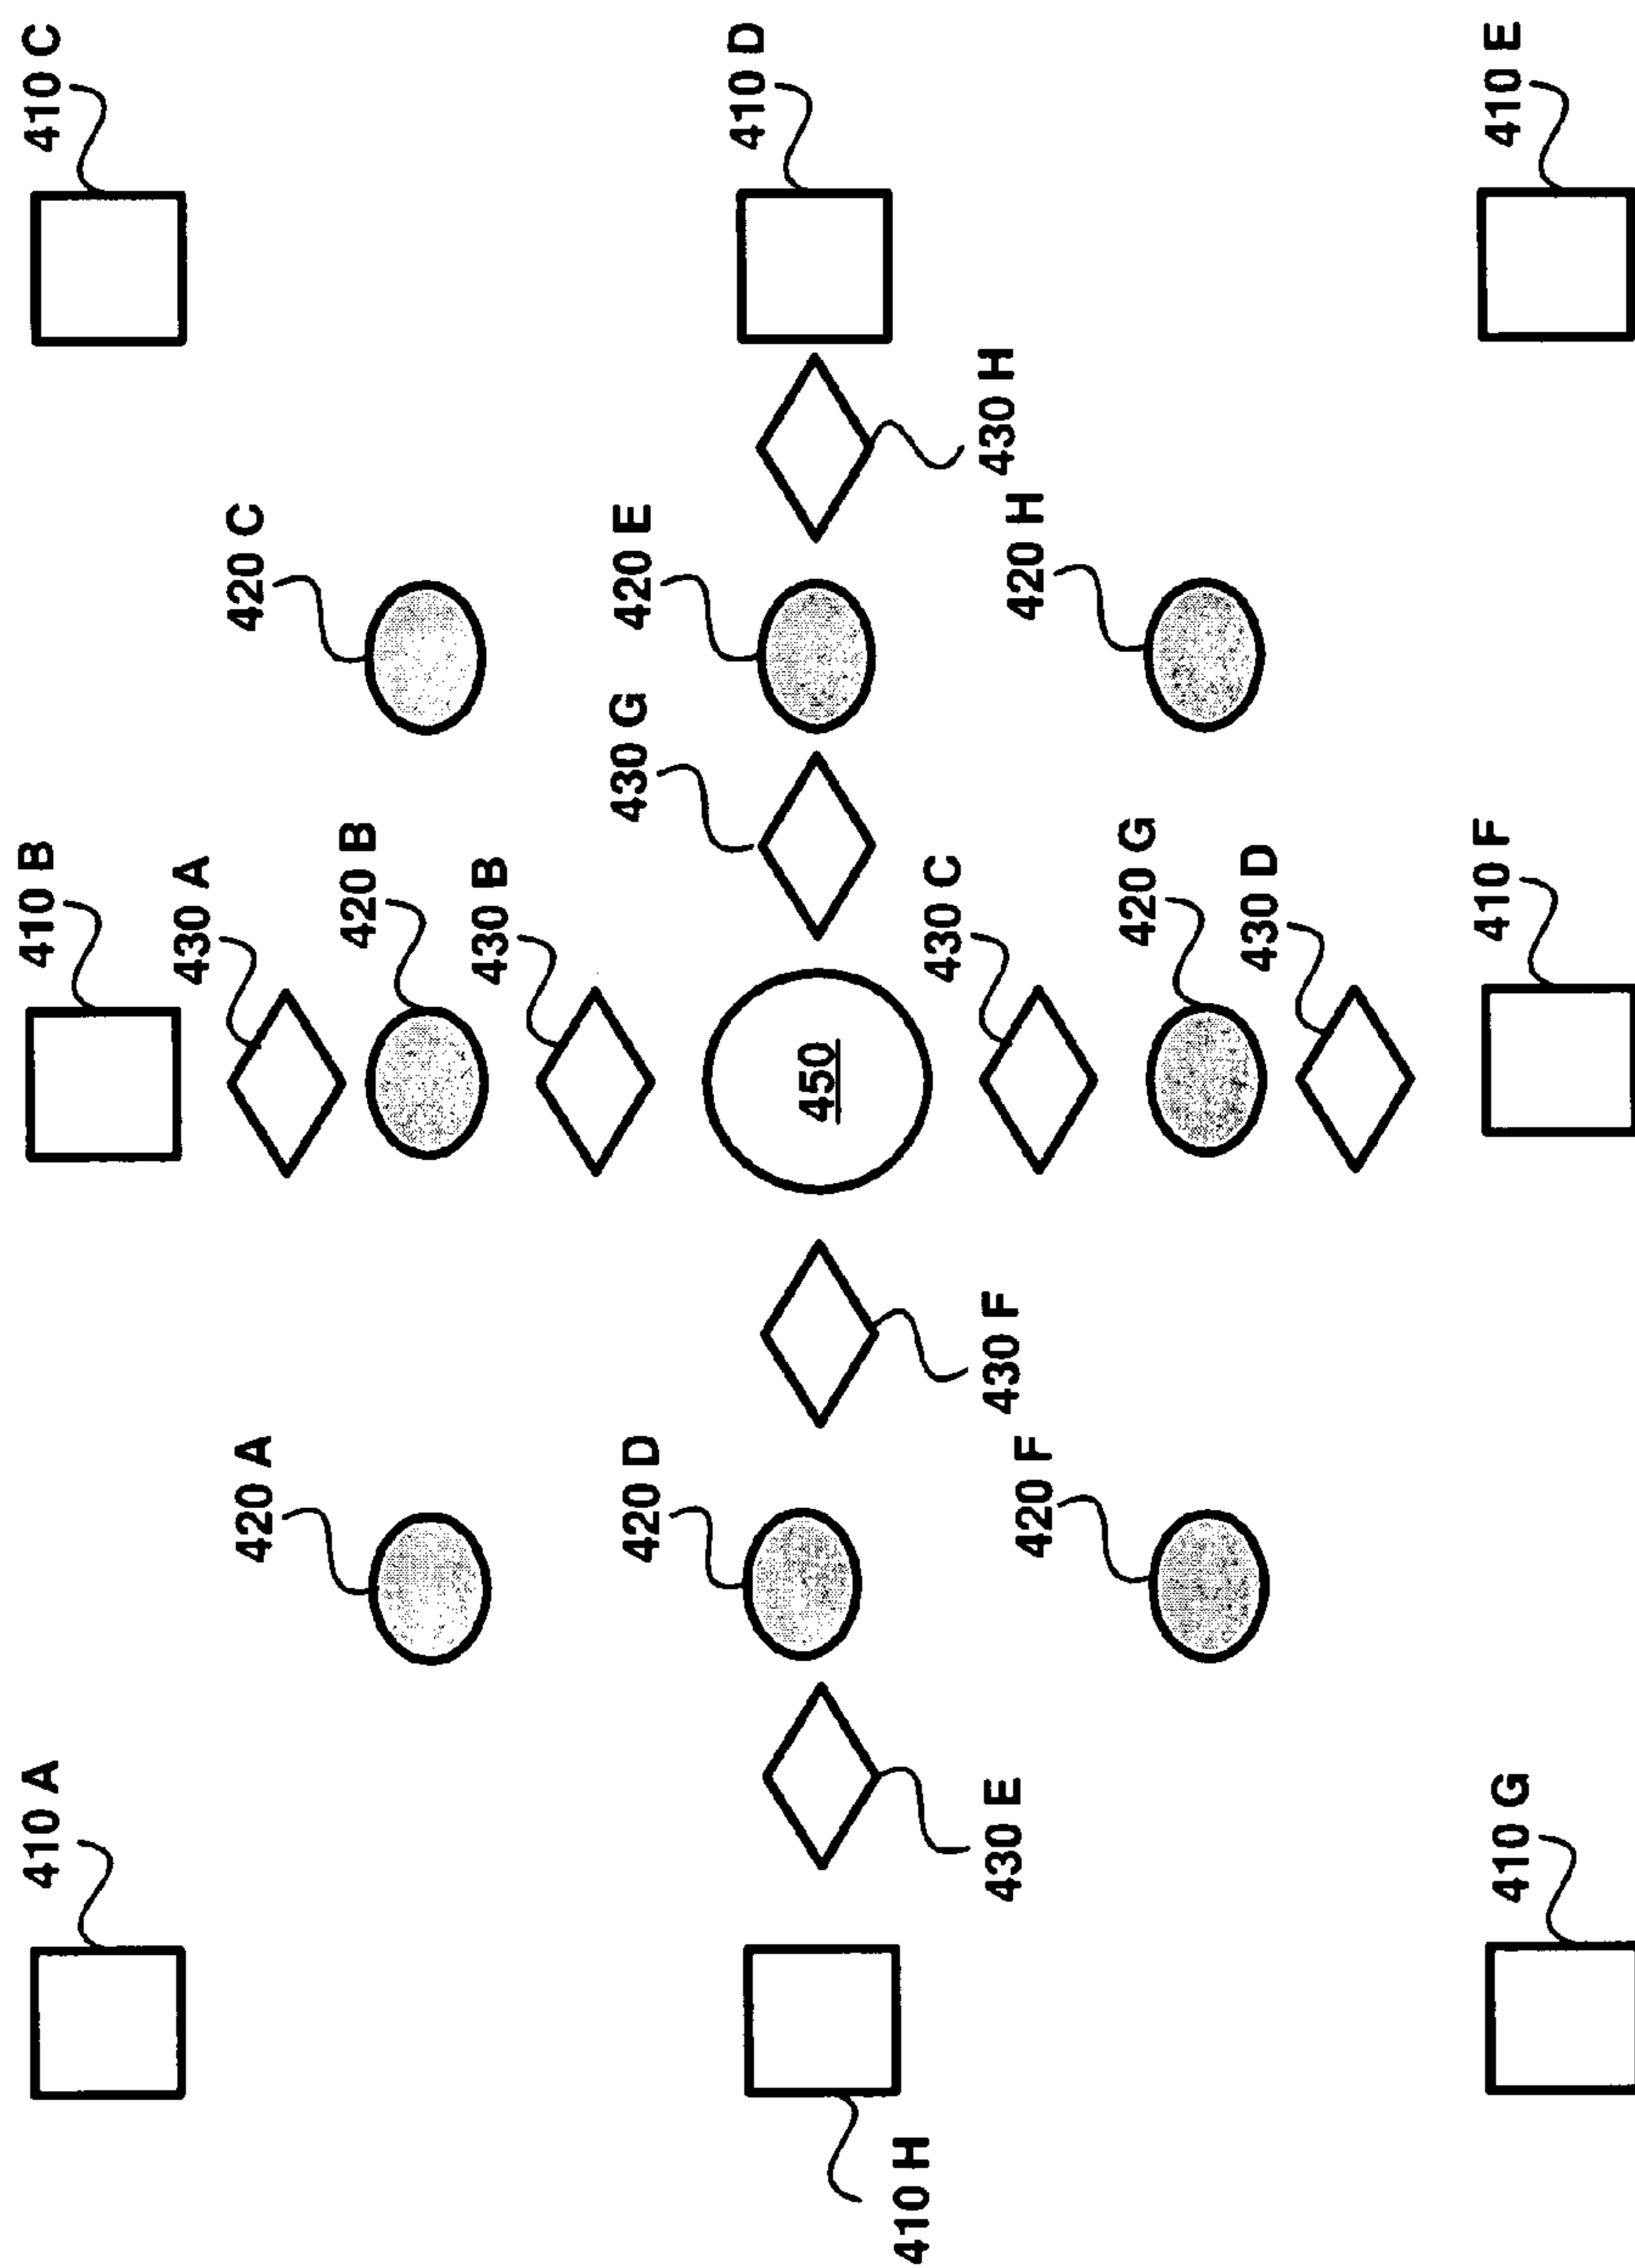 410 A
410 B
410 C
430 A
420 A
420 C
420 B
430 B
420 D
430 G
420 E
410 D
450
410 H
430 C
430 E
430 F
430 H
420 F
420 H
420 G
430 D
410 G
410 F
410 E